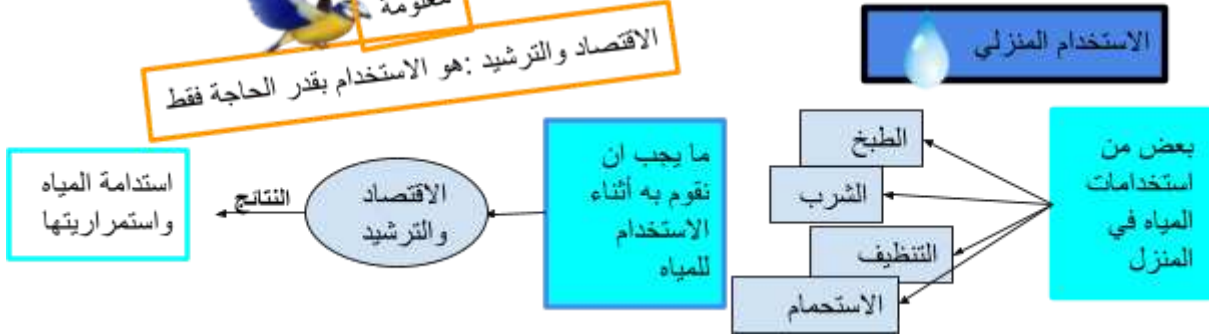 معلومة
الاقتصاد والترشيد :هو الاستخدام بقدر الحاجة فقط
الاستخدام المنزلي
بعض من
استخدامات
المياه في
المنزل
الطبخ
الشرب
التنظيف
الاستحمام
ما يجب ان
نقوم به أثناء
الاستخدام
للمياه
الاقتصاد
والترشيد
النتائج
استدامة المياه
واستمراريتها